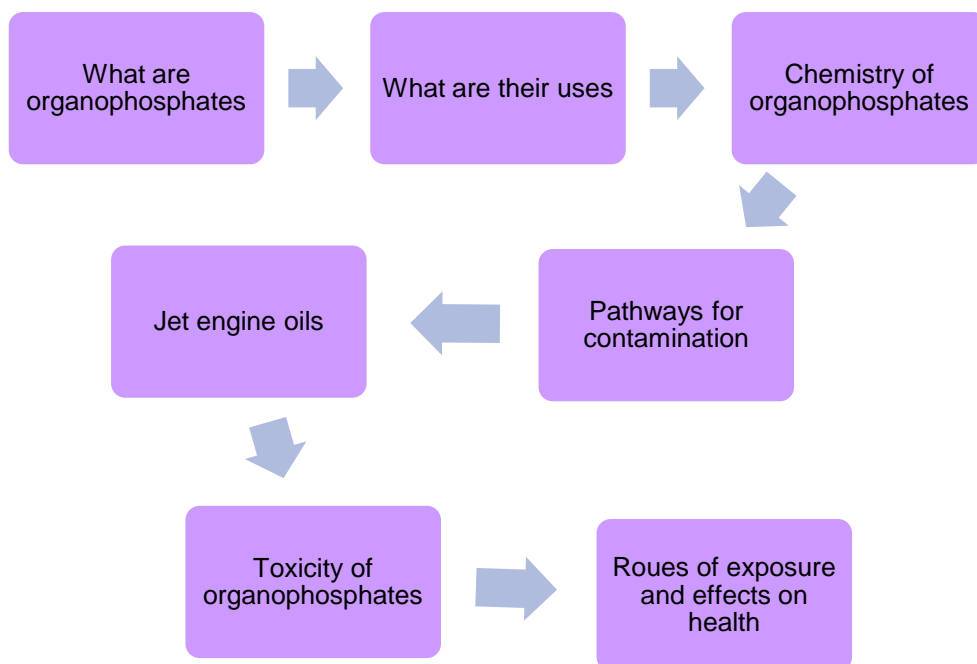 What are
organophosphates
What are their uses
Chemistry of
organophosphates
Pathways for
contamination
Jet engine oils
Toxicity of
organophosphates
Roues of exposure
and effects on
health